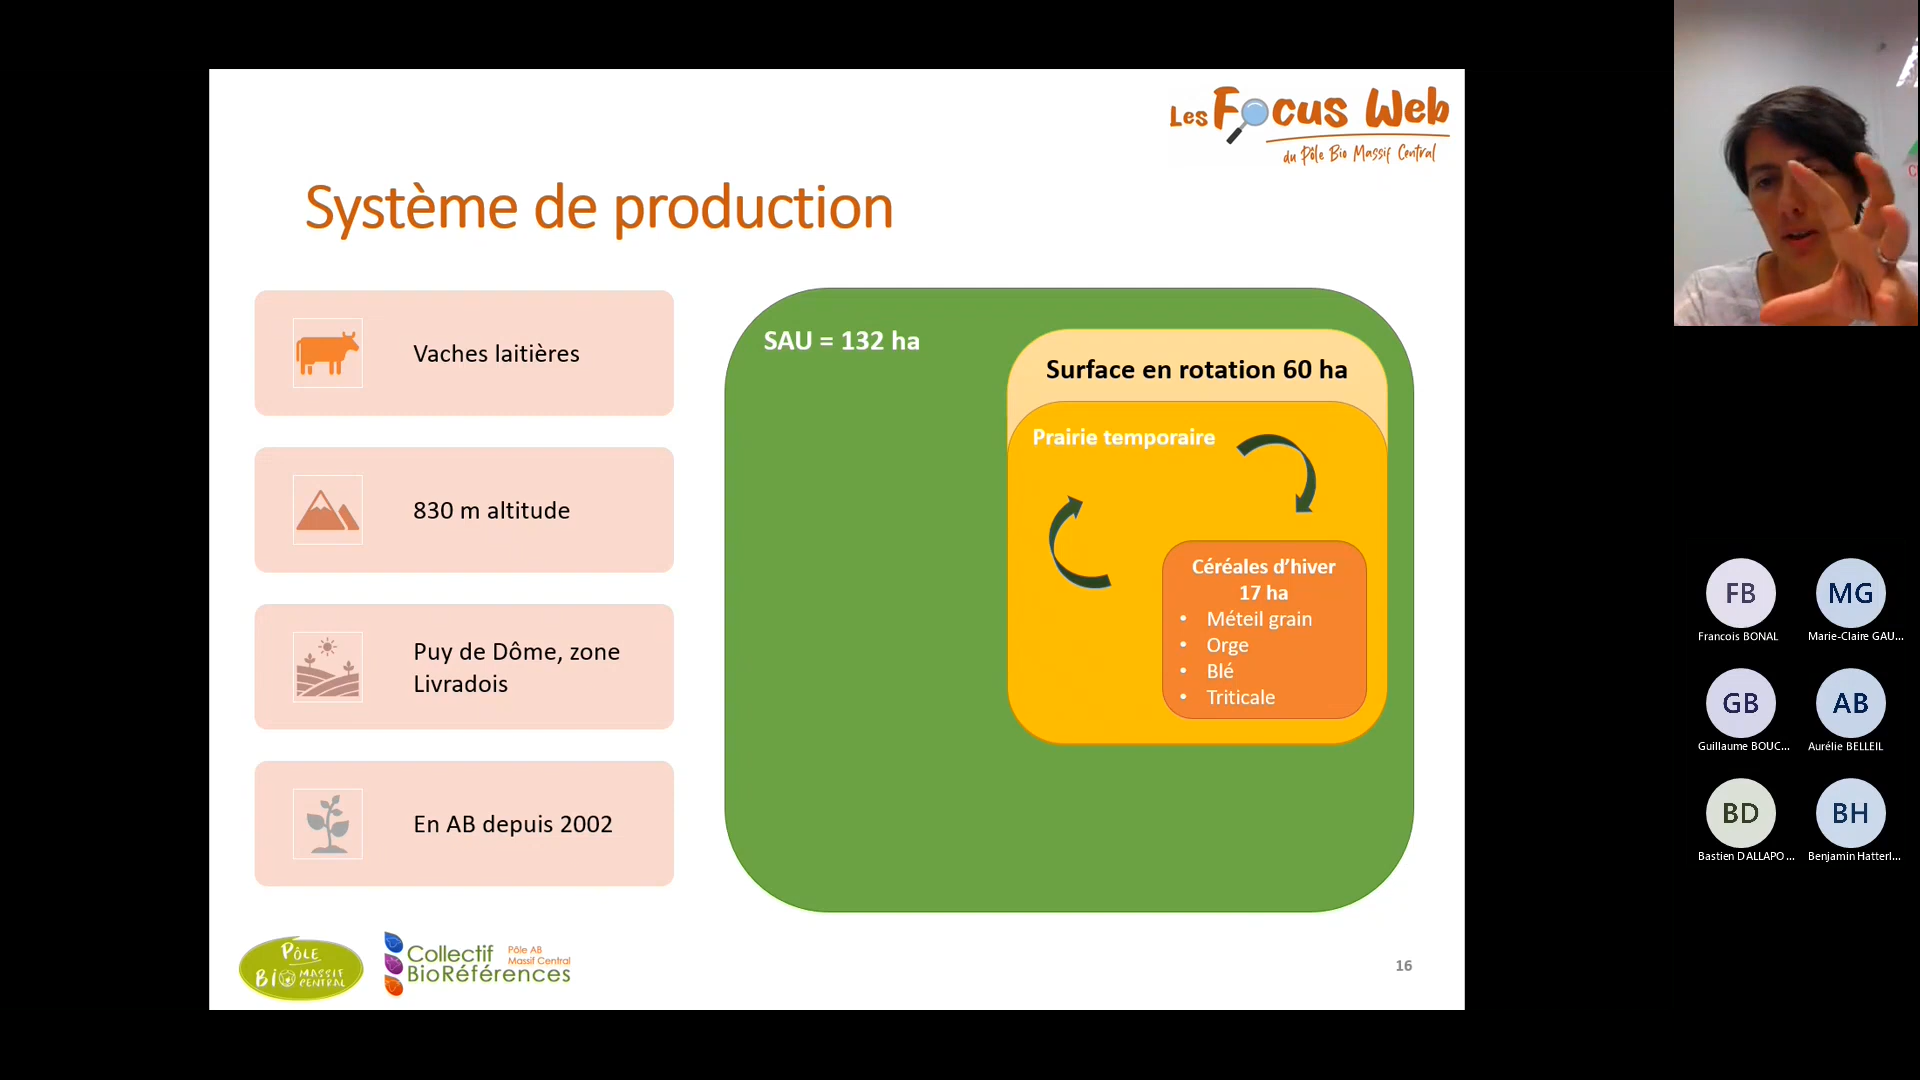 Les Focus Web
du Pôle Bio Massif Central
Système de production
Vaches laitières
830 m altitude
Puy de Dôme, zone
Livradois
En AB depuis 2002
SAU = 132 ha
Surface en rotation 60 ha
Prairie temporaire
Céréales d'hiver
17 ha
• Méteil grain
• Orge
• Blé
• Triticale
PÔLE
BIO MASSIF
CENTRAL
Collectif
BioRéférences
Pôle AB
Massif Central
16
FB
Francois BONAL
MG
Marie-Claire GAU...
GB
Guillaume BOUC...
AB
Aurélie BELLEIL
BD
Bastien DALLAPO...
BH
Benjamin Hatterl...